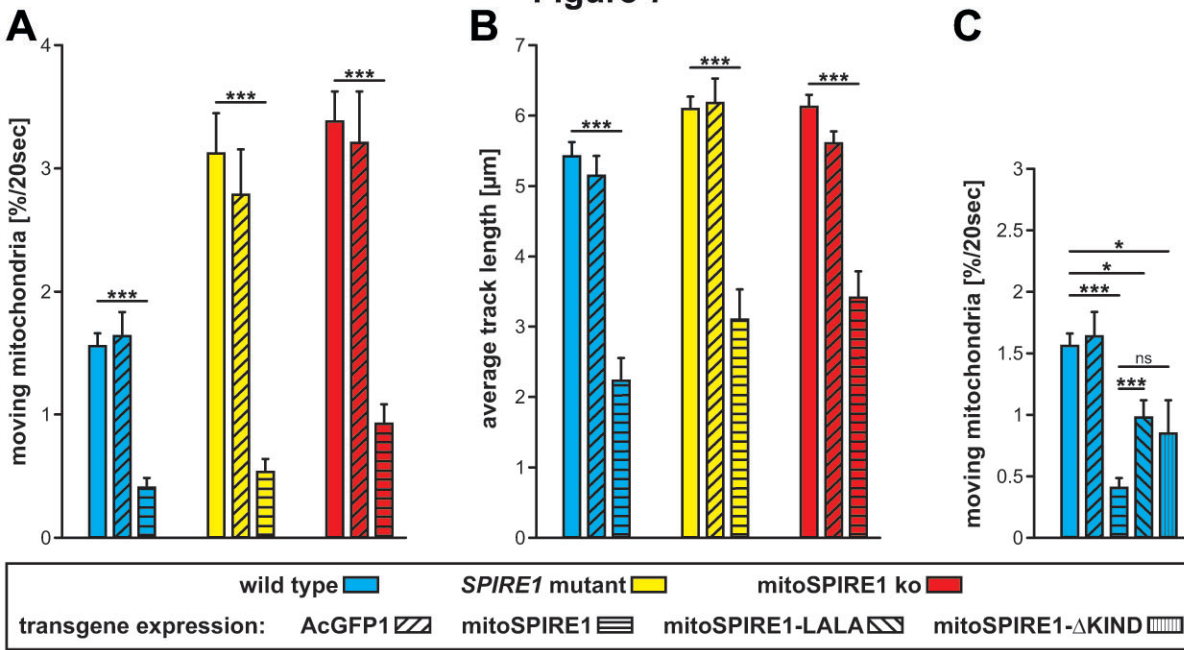 A
B
C
moving mitochondria [%/20sec]
4
3
2
1
0
***
***
***
average track length [µm]
7
6
5
4
3
2
1
0
***
***
***
moving mitochondria [%/20sec]
3
2.5
2
1.5
1
0.5
0
*
*
***
ns
***
wild type
SPIRE1 mutant
mitoSPIRE1 ko
transgene expression: AcGFP1 mitoSPIRE1 mitoSPIRE1-LALA mitoSPIRE1-ΔKIND